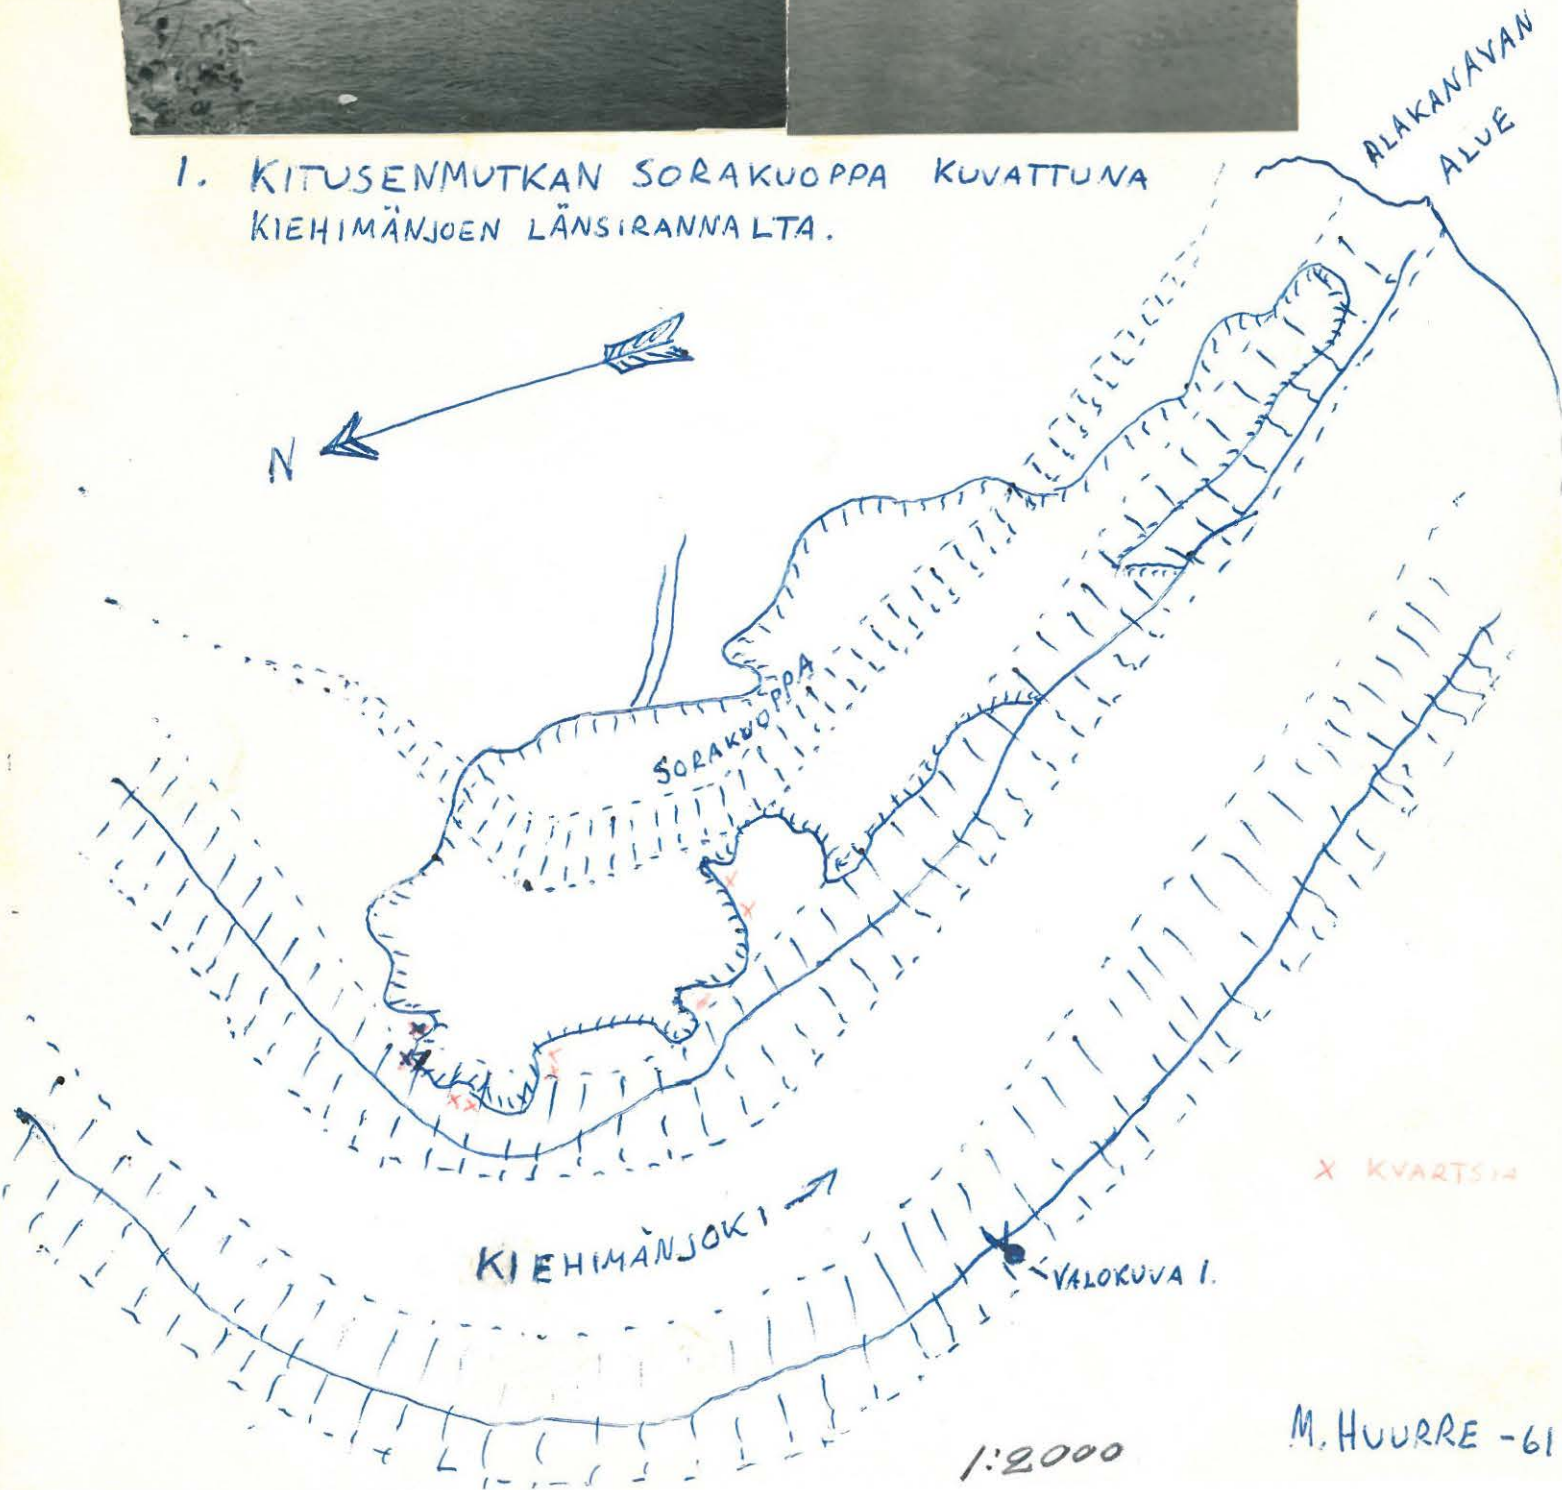 1. KITUSENMUTKAN SORAKUOPPA KUVATTUNA
KIEHIMÄNJOEN LÄNSIRANNALTA.
ALAKANAVAN
ALUE
N
SORAKUOPPA
X KVARTSIA
KIEHIMÄNJOKI
VALOKUVA 1.
M. HUURRE -61
1:2000